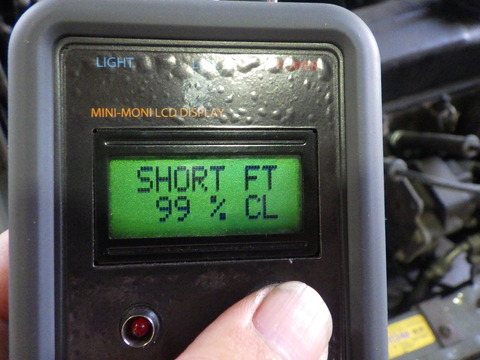 LIGHT
MINI-MONI LCD DISPLAY
SHORT FT
99 % CL